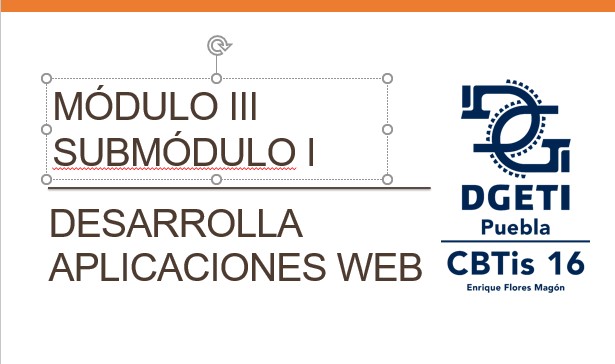 MÓDULO III
SUBMÓDULO I
DESARROLLA
APLICACIONES WEB
DGETI
Puebla
CBTis 16
Enrique Flores Magón